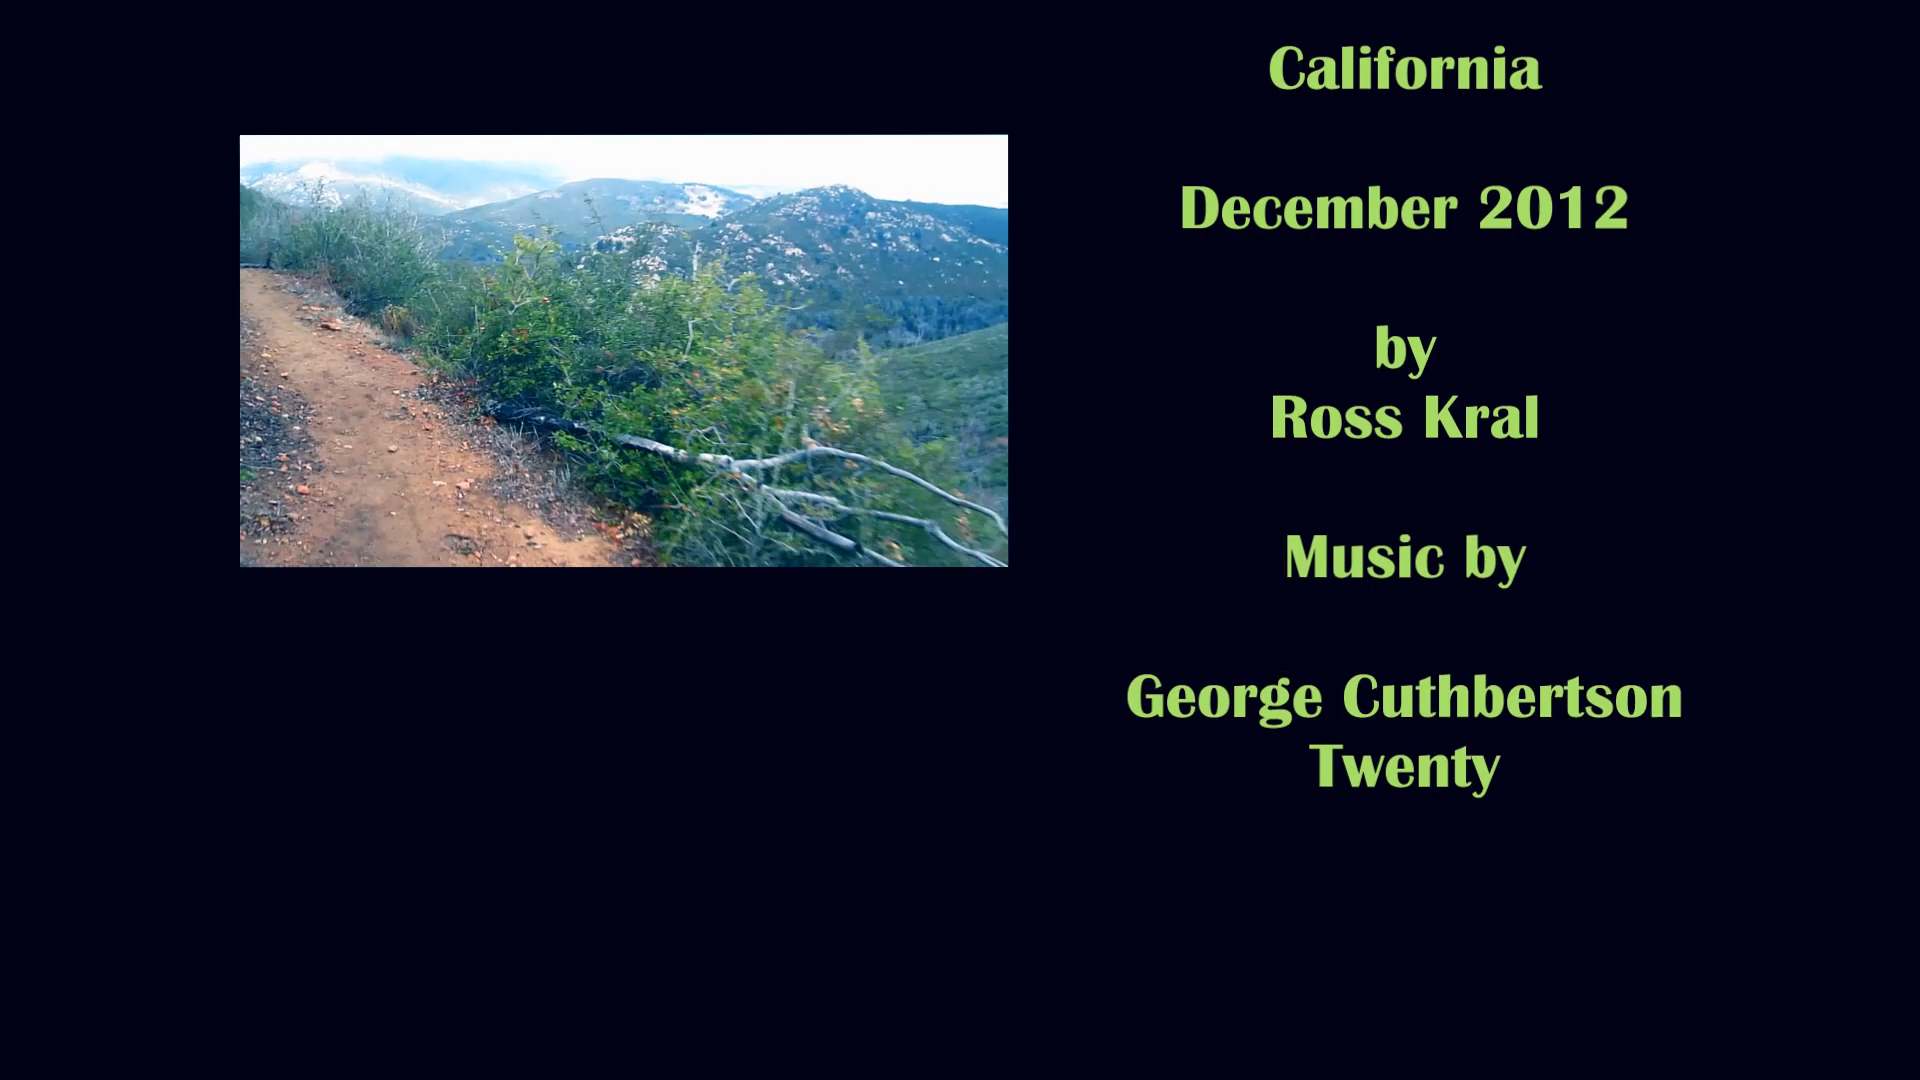 California
December 2012
by
Ross Kral
Music by
George Cuthbertson
Twenty